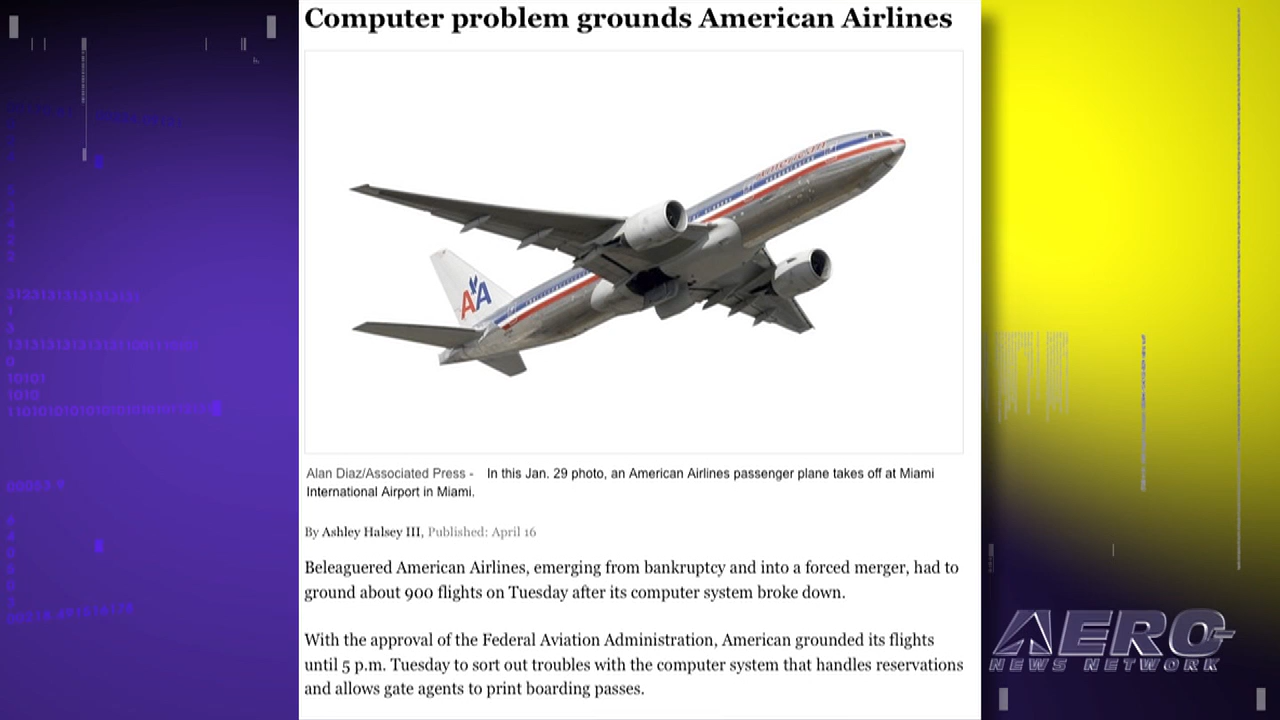 Computer problem grounds American Airlines
American
AA
Alan Diaz/Associated Press - In this Jan. 29 photo, an American Airlines passenger plane takes off at Miami
International Airport in Miami.
By Ashley Halsey III, Published: April 16
Beleaguered American Airlines, emerging from bankruptcy and into a forced merger, had to
ground about 900 flights on Tuesday after its computer system broke down.
With the approval of the Federal Aviation Administration, American grounded its flights
until 5 p.m. Tuesday to sort out troubles with the computer system that handles reservations
and allows gate agents to print boarding passes.
AERO-
NEWS NETWORK